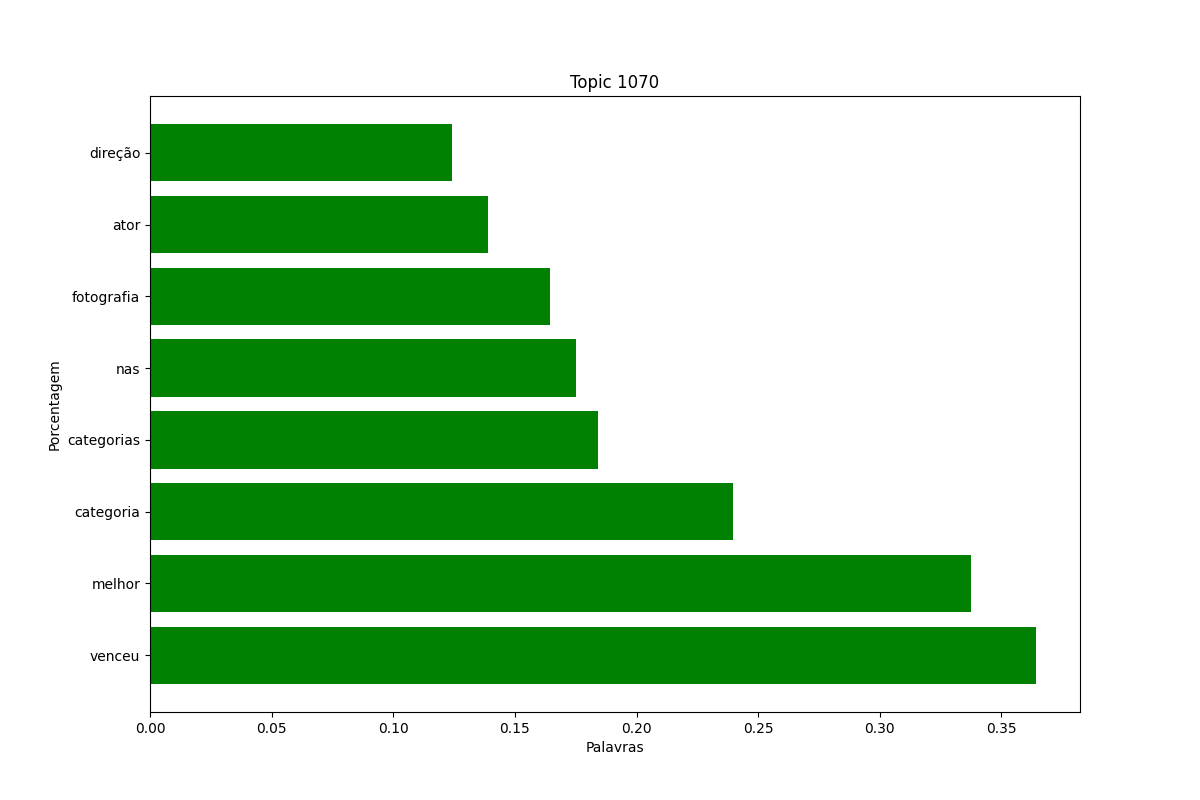 Topic 1070
direção
ator
fotografia
nas
categorias
categoria
melhor
venceu
Porcentagem
0.00 0.05 0.10 0.15 0.20 0.25 0.30 0.35
Palavras